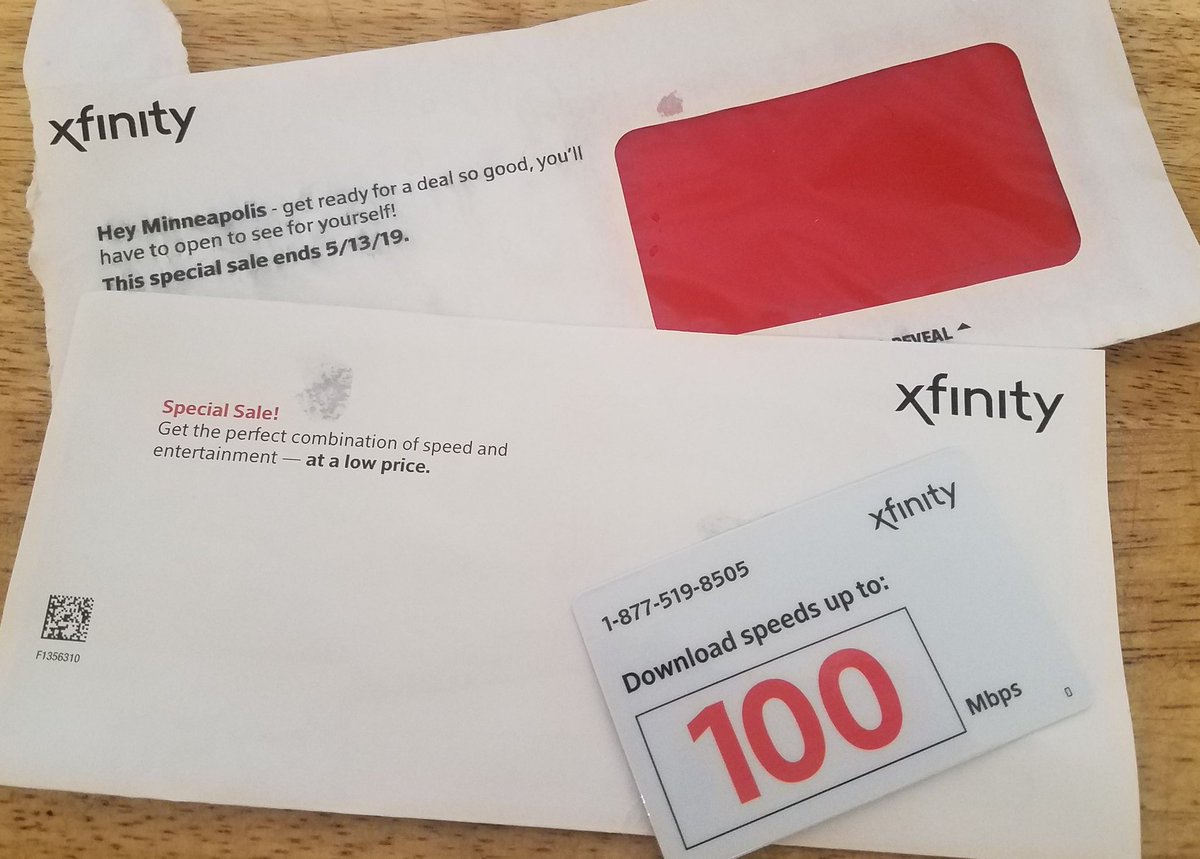 xfinity
Hey Minneapolis - get ready for a deal so good, you'll
have to open to see for yourself!
This special sale ends 5/13/19.
REVEAL
xfinity
Special Sale!
Get the perfect combination of speed and
entertainment — at a low price.
F1356310
xfinity
1-877-519-8505
Download speeds up to:
100
Mbps